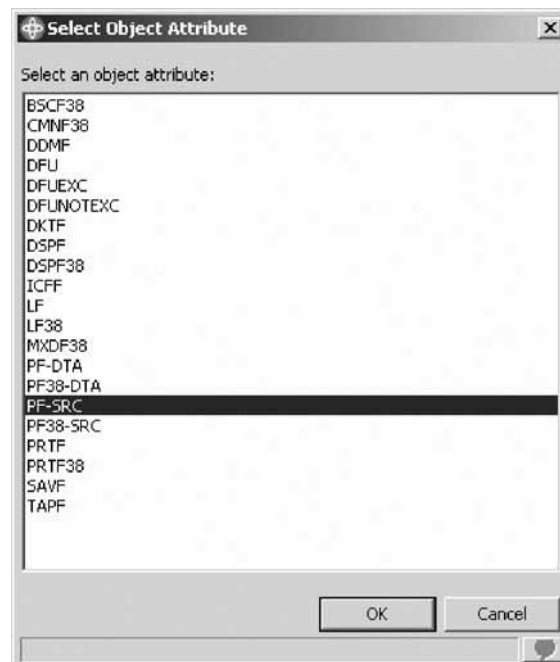 Select Object Attribute
Select an object attribute:
BSCF38
CMNF38
DDMF
DFU
DFUEXC
DFUNOTEXC
DKTF
DSPF
DSPF38
ICFF
LF
LF38
MXDF38
PF-DTA
PF38-DTA
PF-SRC
PF38-SRC
PRTF
PRTF38
SAVF
TAPF
OK Cancel